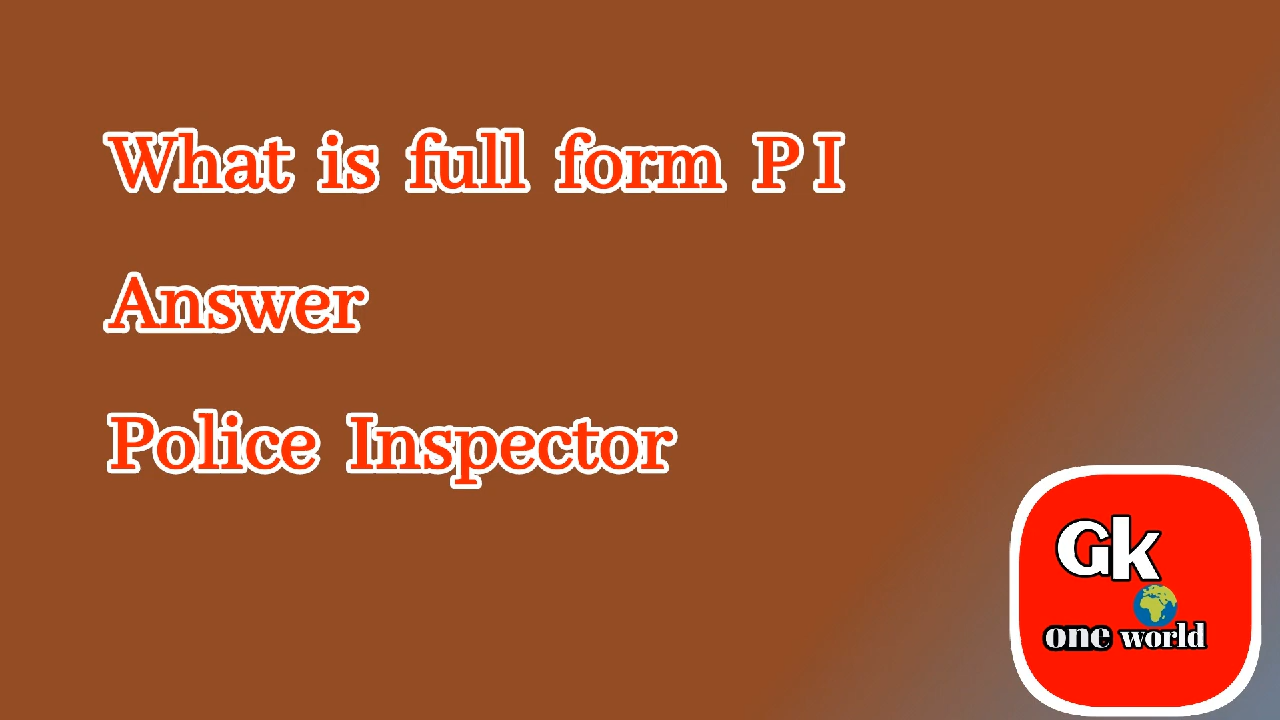 What is full form P I
Answer
Police Inspector
Gk
one world